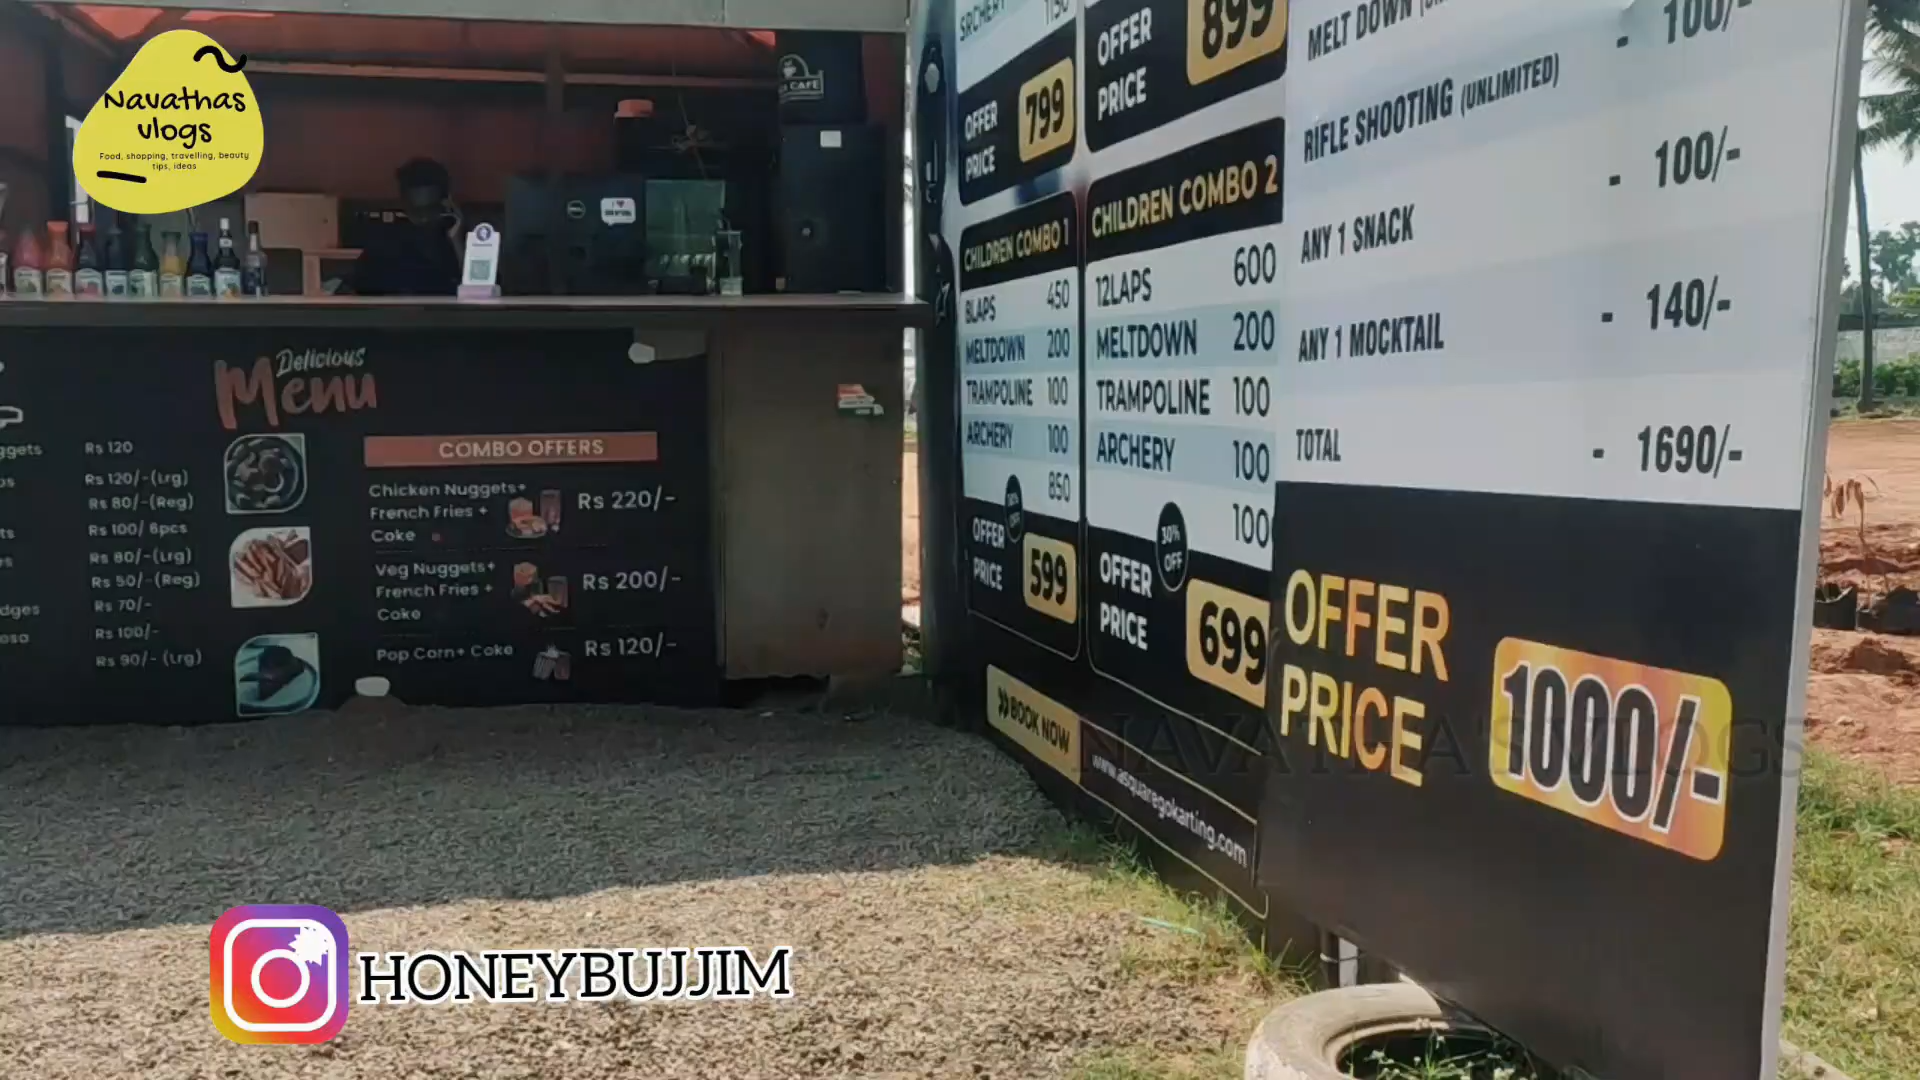 Navathas
vlogs
Food, shopping, travelling, beauty
tips, ideas
CAFE
DELL
Delicious
Menu
Rs 120
Rs 120/-(Lrg)
Rs 80/-(Reg)
Rs 100/ 6pcs
Rs 80/-(Lrg)
Rs 50/-(Reg)
Rs 70/-
Rs 100/-
Rs 90/- (Lrg)
COMBO OFFERS
Chicken Nuggets+
French Fries +
Coke
Rs 220/-
Veg Nuggets+
French Fries +
Coke
Rs 200/-
Pop Corn+ Coke
Rs 120/-
OFFER
PRICE
799
OFFER
PRICE
899
CHILDREN COMBO 1
8LAPS 450
MELTDOWN 200
TRAMPOLINE 100
ARCHERY 100
850
OFFER
PRICE
599
CHILDREN COMBO 2
12LAPS 600
MELTDOWN 200
TRAMPOLINE 100
ARCHERY 100
100
30%
OFF
OFFER
PRICE
699
BOOK NOW
www.asquaregokarting.com
MELT DOWN - 100/-
RIFLE SHOOTING (UNLIMITED)
- 100/-
ANY 1 SNACK
- 140/-
ANY 1 MOCKTAIL
TOTAL - 1690/-
OFFER
PRICE
1000/-
NAVATHA'S VLOGS
HONEYBUJJIM